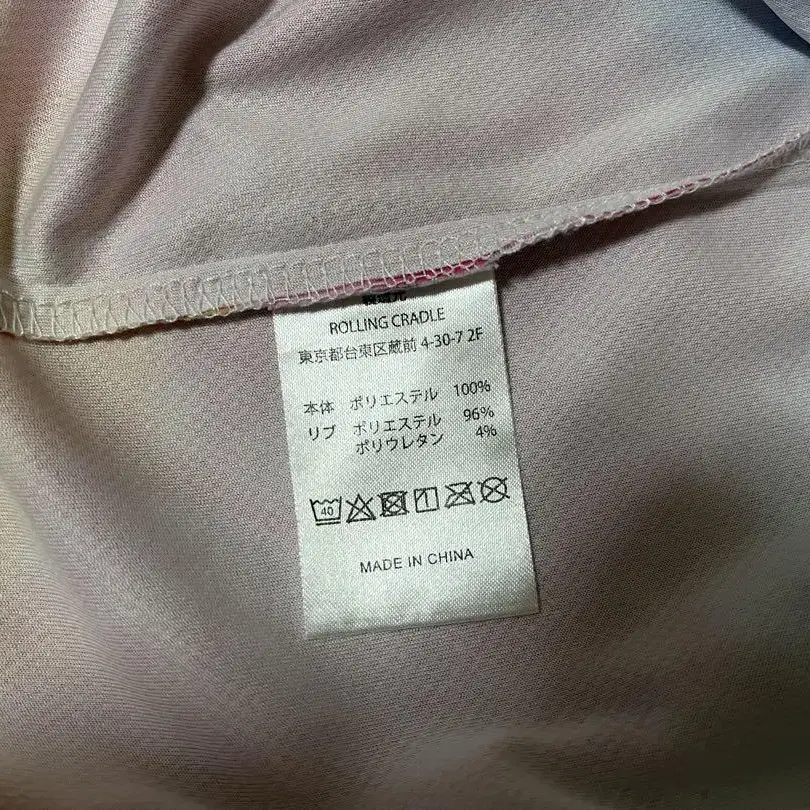 ROLLING CRADLE
東京都台東区蔵前 4-30-7 2F
本体 ポリエステル 100%
リブ ポリエステル 96%
ポリウレタン 4%
40
MADE IN CHINA